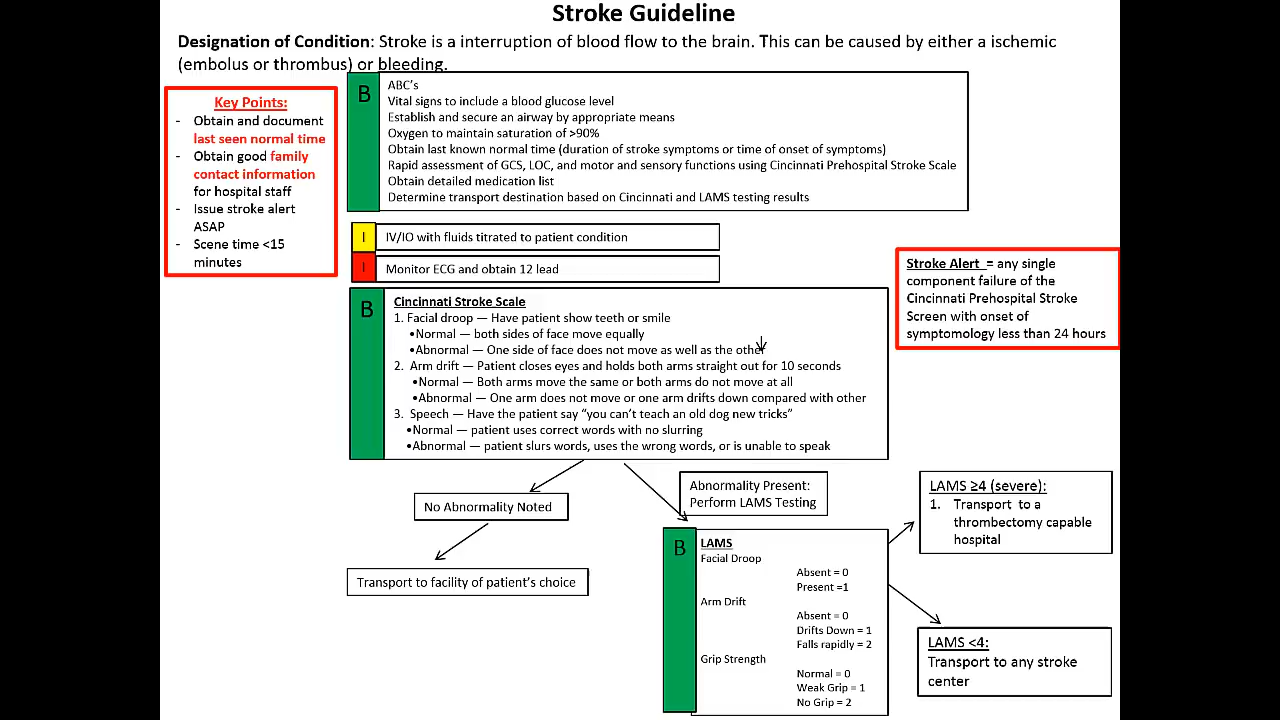 Stroke Guideline
Designation of Condition: Stroke is a interruption of blood flow to the brain. This can be caused by either a ischemic
(embolus or thrombus) or bleeding.
Key Points:
- Obtain and document
last seen normal time
- Obtain good family
contact information
for hospital staff
- Issue stroke alert
ASAP
- Scene time <15
minutes
B
ABC's
Vital signs to include a blood glucose level
Establish and secure an airway by appropriate means
Oxygen to maintain saturation of >90%
Obtain last known normal time (duration of stroke symptoms or time of onset of symptoms)
Rapid assessment of GCS, LOC, and motor and sensory functions using Cincinnati Prehospital Stroke Scale
Obtain detailed medication list
Determine transport destination based on Cincinnati and LAMS testing results
I
IV/IO with fluids titrated to patient condition
I
Monitor ECG and obtain 12 lead
Stroke Alert = any single
component failure of the
Cincinnati Prehospital Stroke
Screen with onset of
symptomology less than 24 hours
B
Cincinnati Stroke Scale
1. Facial droop — Have patient show teeth or smile
•Normal — both sides of face move equally
•Abnormal — One side of face does not move as well as the other
2. Arm drift — Patient closes eyes and holds both arms straight out for 10 seconds
•Normal — Both arms move the same or both arms do not move at all
•Abnormal — One arm does not move or one arm drifts down compared with other
3. Speech — Have the patient say “you can't teach an old dog new tricks”
•Normal — patient uses correct words with no slurring
•Abnormal — patient slurs words, uses the wrong words, or is unable to speak
No Abnormality Noted
Transport to facility of patient's choice
Abnormality Present:
Perform LAMS Testing
B
LAMS
Facial Droop
Absent = 0
Present =1
Arm Drift
Absent = 0
Drifts Down = 1
Falls rapidly = 2
Grip Strength
Normal = 0
Weak Grip = 1
No Grip = 2
LAMS ≥4 (severe):
1. Transport to a
thrombectomy capable
hospital
LAMS <4:
Transport to any stroke
center